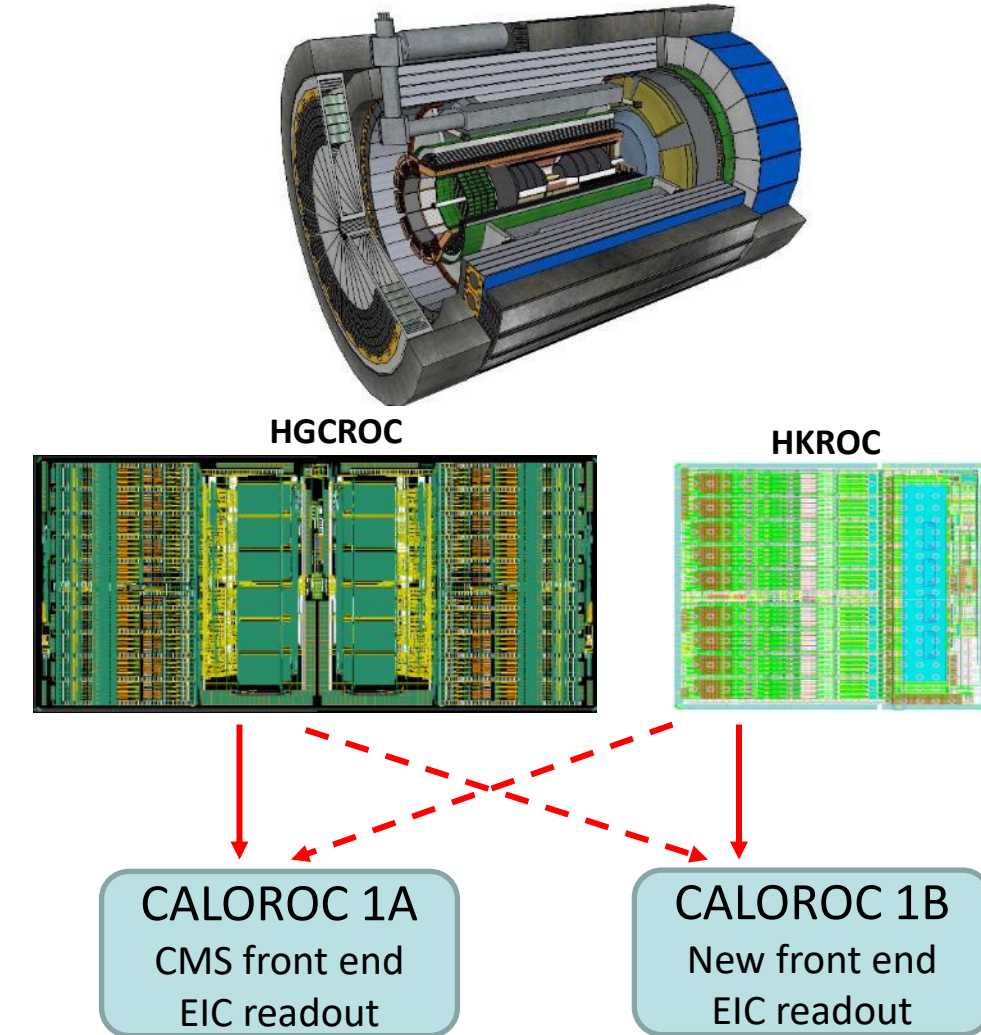 HGCROC
HKROC
CALOROC 1A
CMS front end
EIC readout
CALOROC 1B
New front end
EIC readout